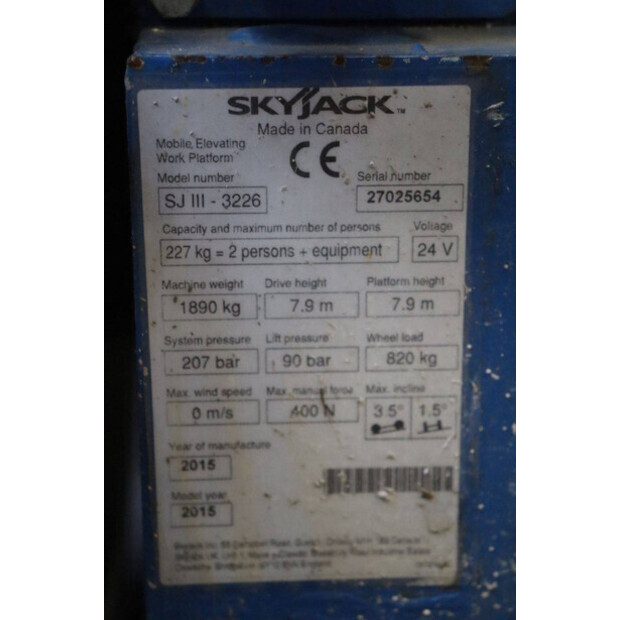 SKYJACK™
Made in Canada
Mobile Elevating
Work Platform
CE
Model number
Serial number
SJ III - 3226
27025654
Capacity and maximum number of persons
Voltage
227 kg = 2 persons + equipment
24 V
Machine weight
Drive height
Platform height
1890 kg
7.9 m
7.9 m
System pressure
Lift pressure
Wheel load
207 bar
90 bar
820 kg
Max. wind speed
Max. manual force
Max. incline
0 m/s
400 N
3.5°
1.5°
Year of manufacture
2015
Model year
2015